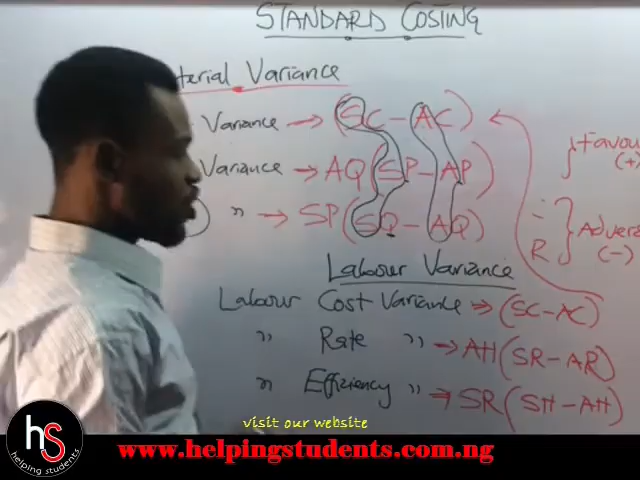 STANDARD COSTING
terial Variance
Variance → (SC - AC)
Variance → AQ(SP - AP)
) " → SP(SQ - AQ)
Favou
(+)
-
R
Advers
(-)
Labour Variance
Labour Cost Variance → (SC - AC)
" Rate " → AH(SR - AR)
" Efficiency " → SR(SH - AH)
visit our website
www.helpingstudents.com.ng
hs
helping students